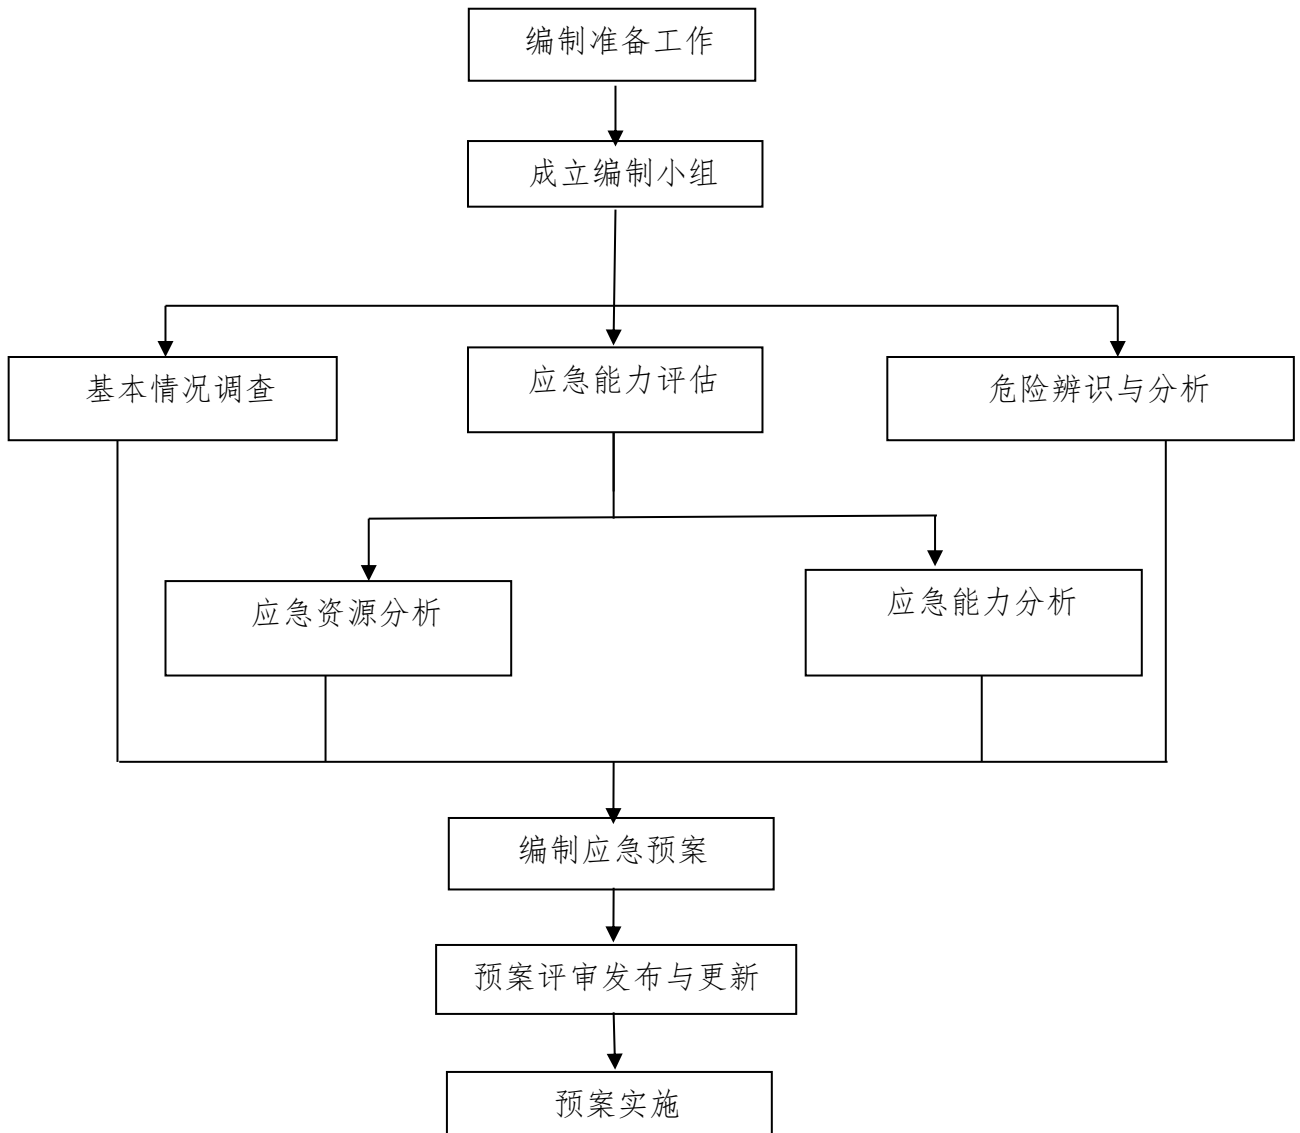 编制准备工作
成立编制小组
基本情况调查
应急能力评估
危险辨识与分析
应急资源分析
应急能力分析
编制应急预案
预案评审发布与更新
预案实施